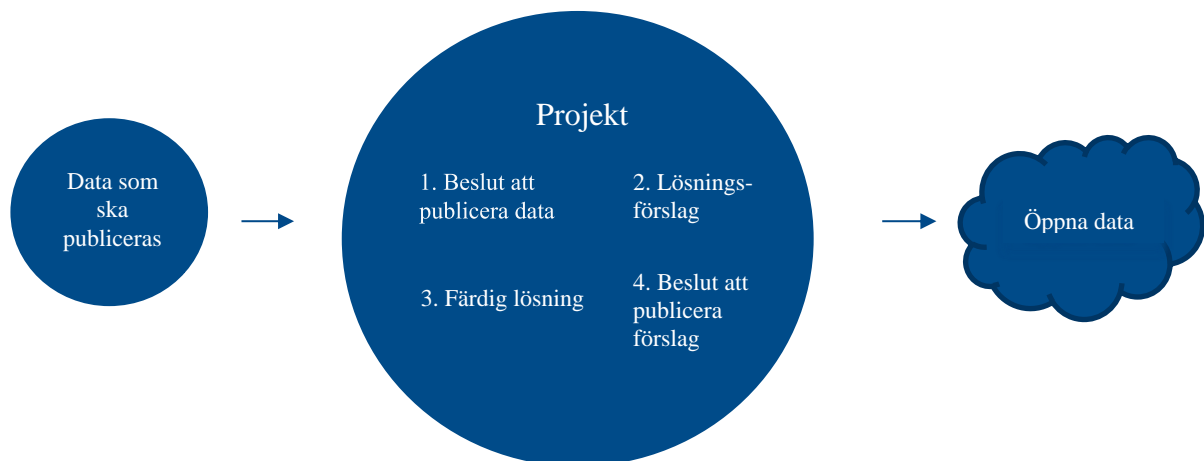 Data som
ska
publiceras
Projekt
1. Beslut att
publicera data
2. Lösnings-
förslag
3. Färdig lösning
4. Beslut att
publicera
förslag
Öppna data